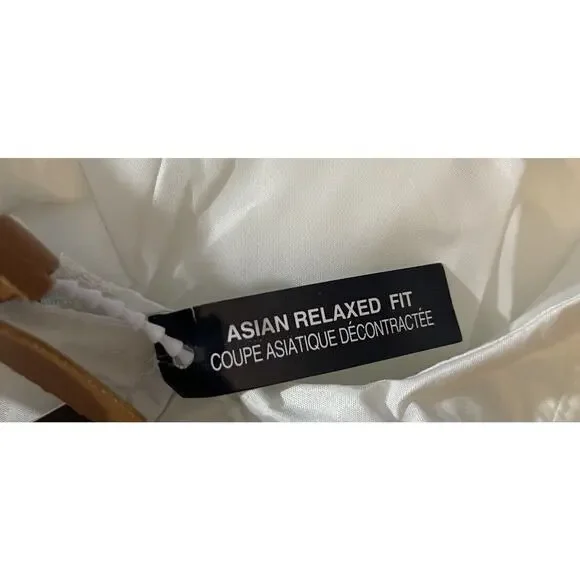 ASIAN RELAXED FIT
COUPE ASIATIQUE DÉCONTRACTÉE